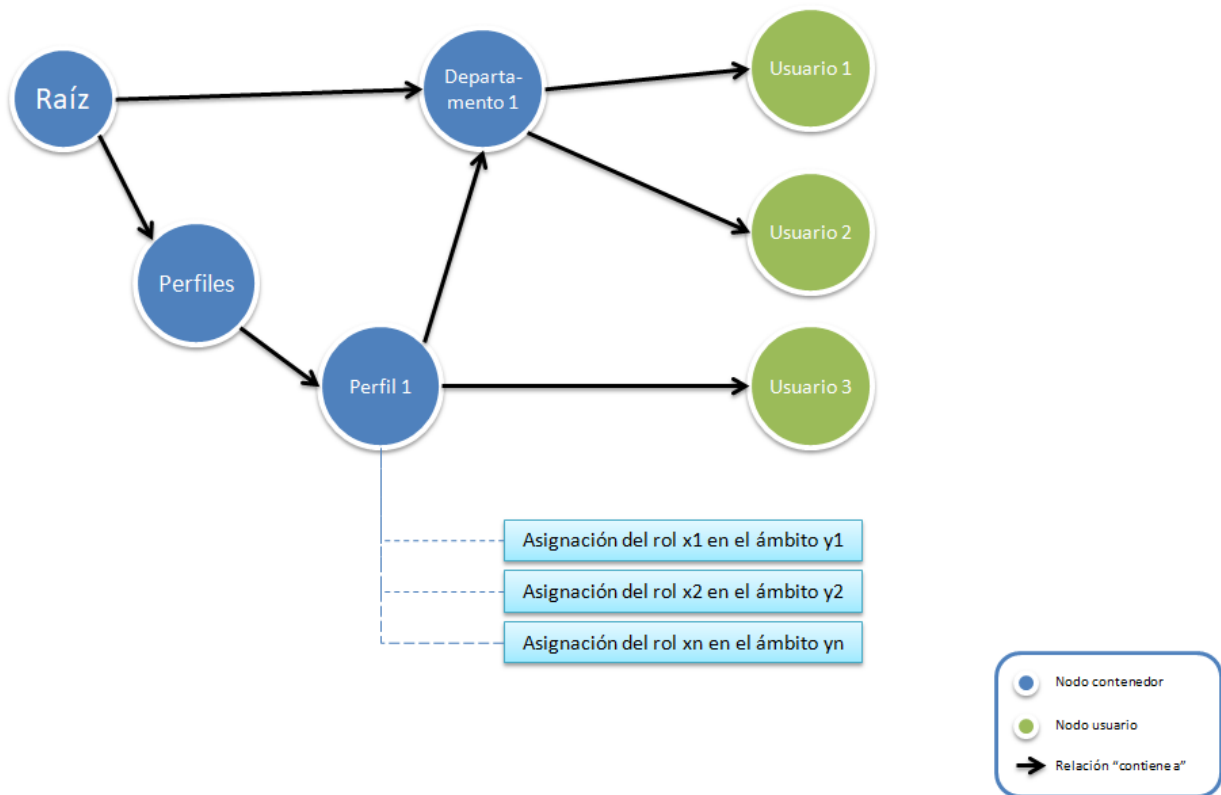 Raíz
Departa-
mento 1
Usuario 1
Usuario 2
Perfiles
Perfil 1
Usuario 3
Asignación del rol x1 en el ámbito y1
Asignación del rol x2 en el ámbito y2
Asignación del rol xn en el ámbito yn
Nodo contenedor
Nodo usuario
Relación “contiene a”